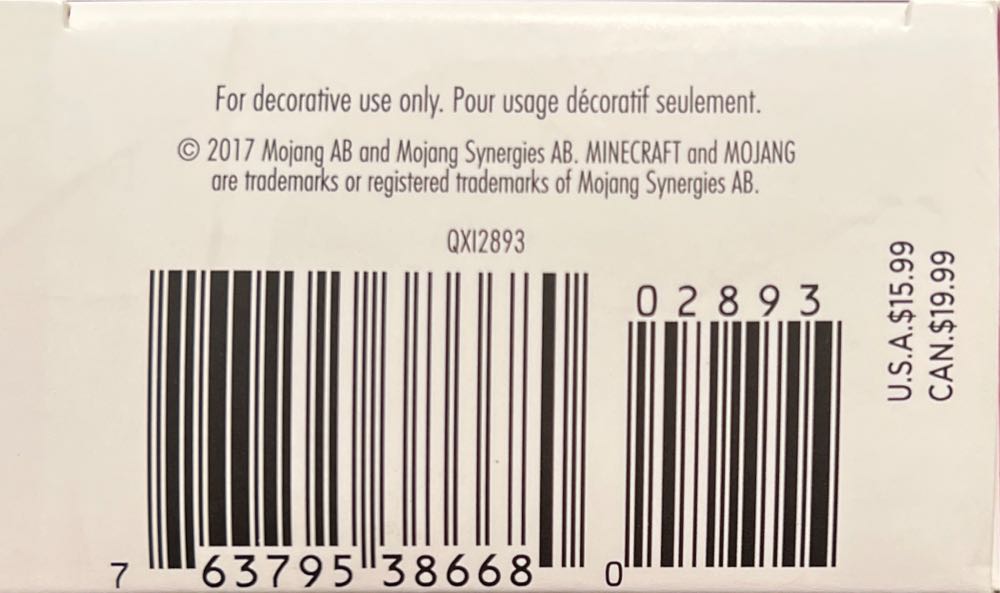 For decorative use only. Pour usage décoratif seulement.
© 2017 Mojang AB and Mojang Synergies AB. MINECRAFT and MOJANG
are trademarks or registered trademarks of Mojang Synergies AB.
QXI2893
02893
7 63795 38668 0
U.S.A.$15.99
CAN.$19.99